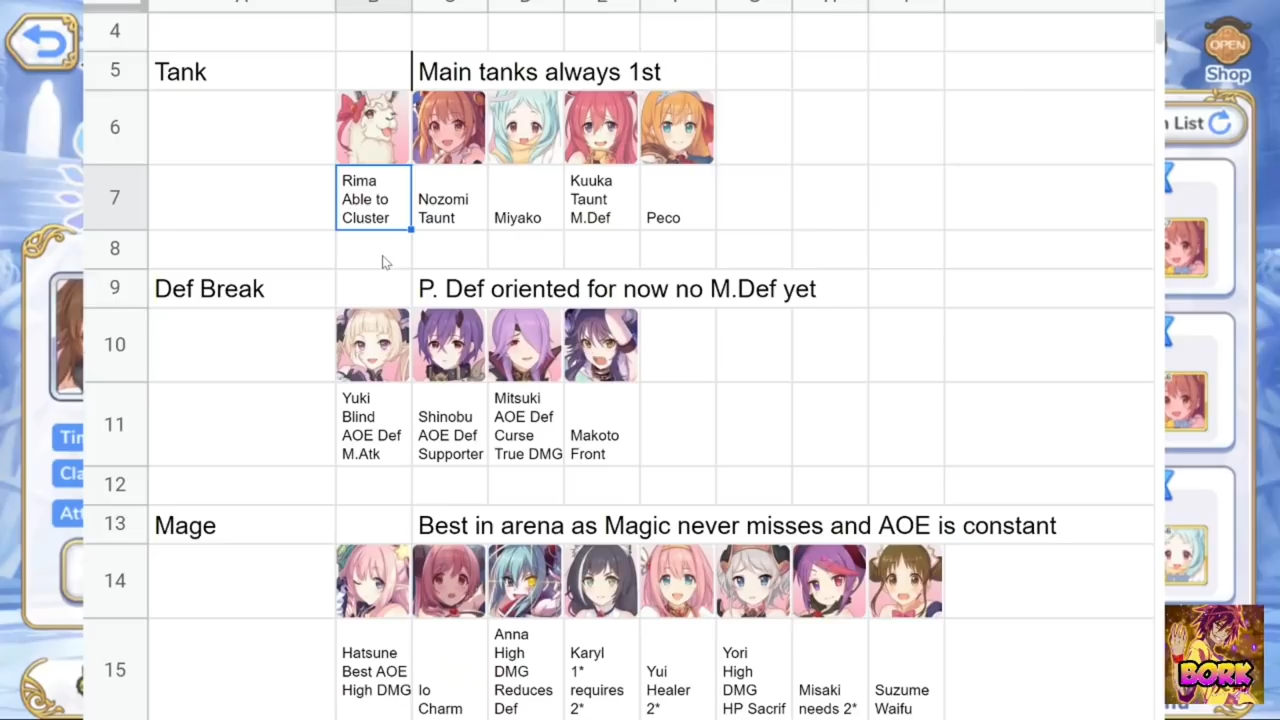 OPEN
Shop
List
4
5
Tank
Main tanks always 1st
6
7
Rima
Able to
Cluster
Nozomi
Taunt
Miyako
Kuuka
Taunt
M.Def
Peco
8
9
Def Break
P. Def oriented for now no M.Def yet
10
11
Yuki
Blind
AOE Def
M.Atk
Shinobu
AOE Def
Supporter
Mitsuki
AOE Def
Curse
True DMG
Makoto
Front
12
13
Mage
Best in arena as Magic never misses and AOE is constant
14
15
Hatsune
Best AOE
High DMG
Io
Charm
Anna
High
DMG
Reduces
Def
Karyl
1*
requires
2*
Yui
Healer
2*
Yori
High
DMG
HP Sacrif
Misaki
needs 2*
Suzume
Waifu
BORK